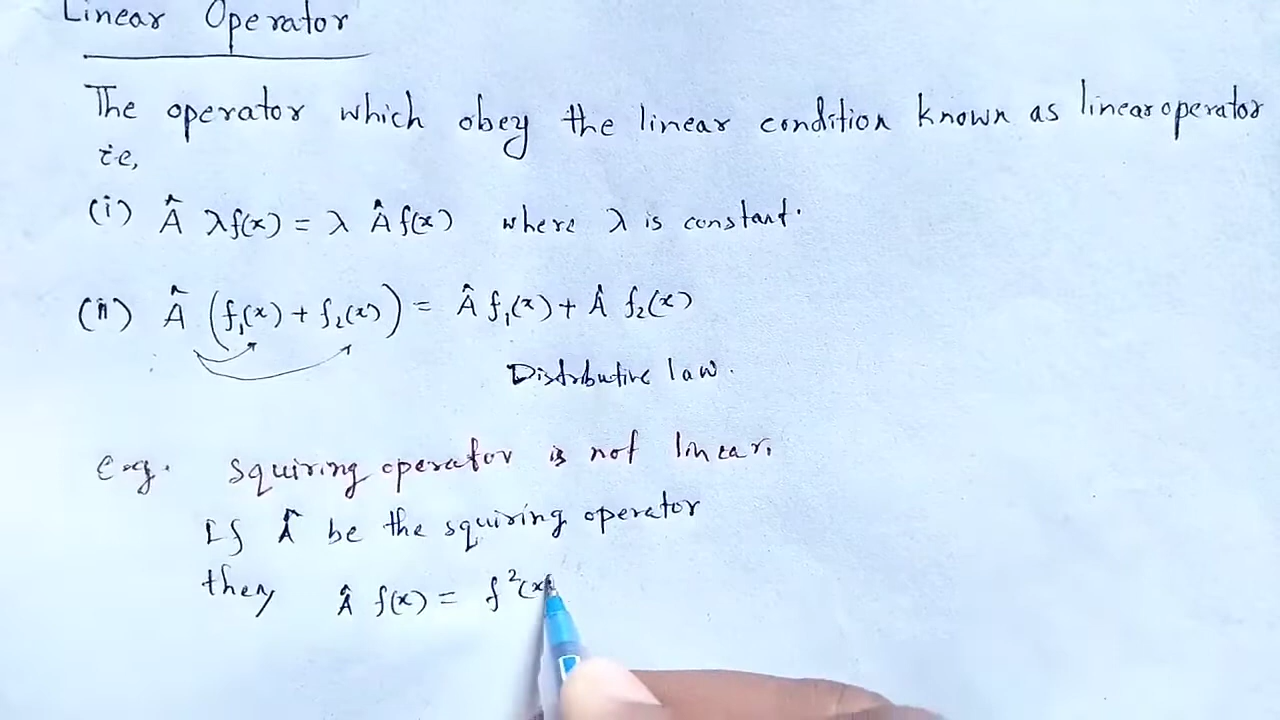 Linear Operator
The operator which obey the linear condition known as linear operator
ie,
(i) Â λf(x) = λ Â f(x) where λ is constant.
(ii) Â (f₁(x) + f₂(x)) = Â f₁(x) + Â f₂(x)
Distributive law.
e.g. squiring operator is not linear.
If Â be the squiring operator
then Â f(x) = f²(x)